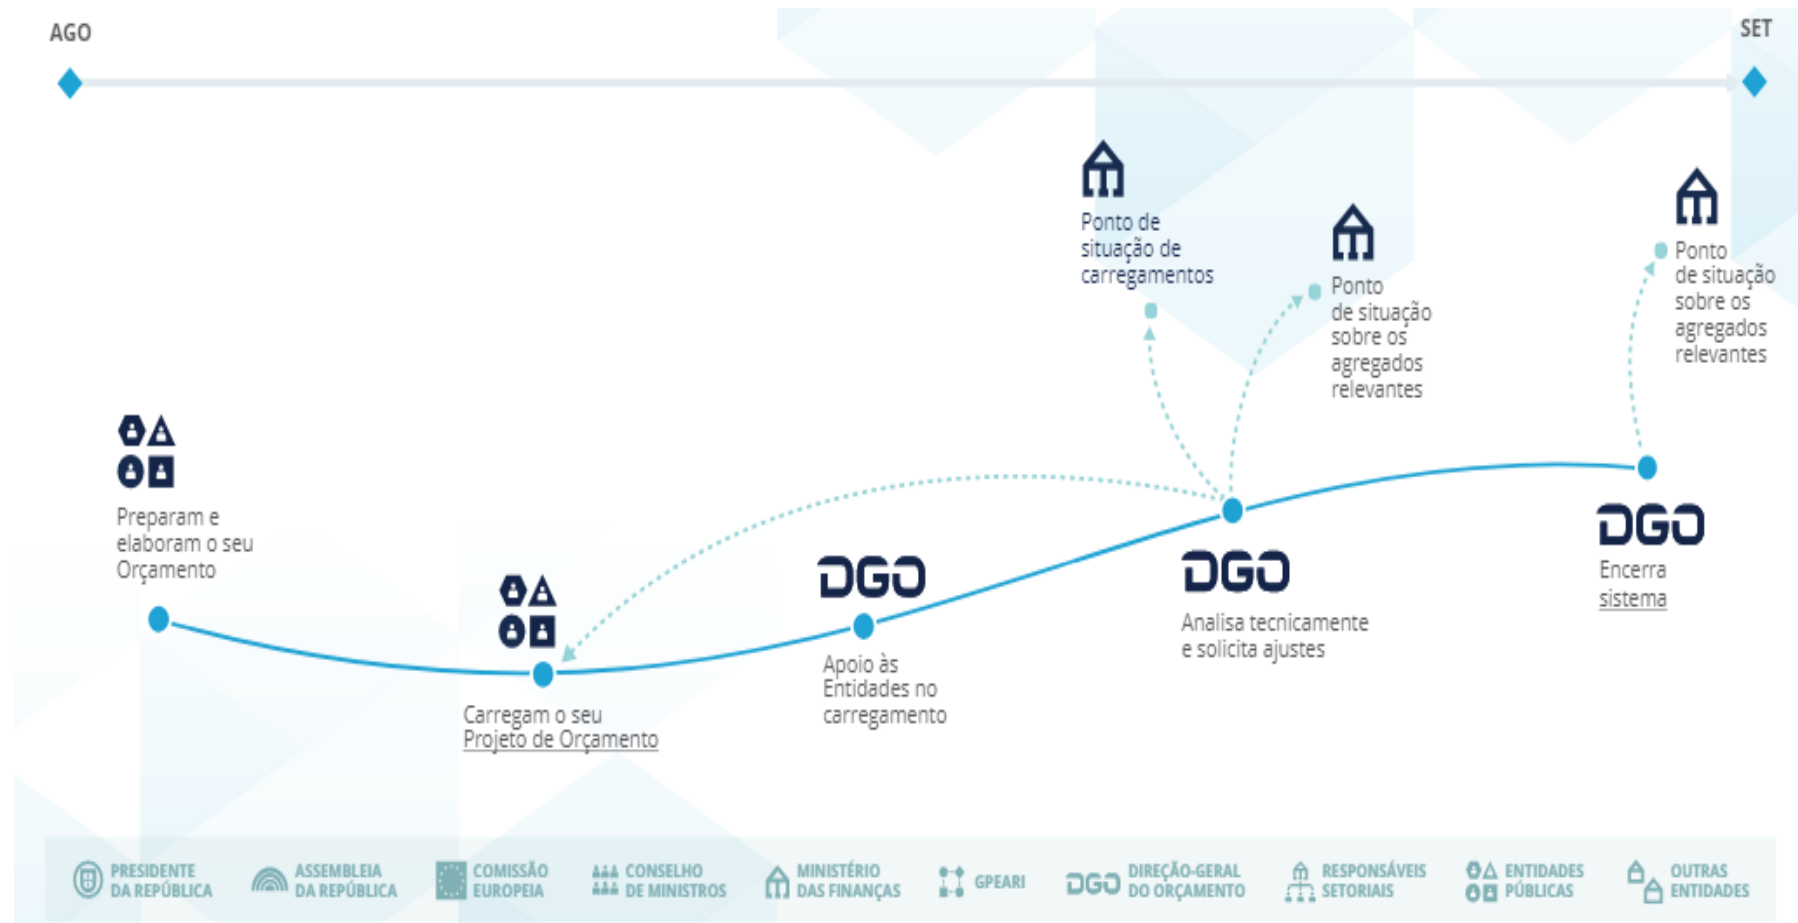 AGO
SET
Ponto de
situação de
carregamentos
Ponto
de situação
sobre os
agregados
relevantes
Ponto
de situação
sobre os
agregados
relevantes
Preparam e
elaboram o seu
Orçamento
Carregam o seu
Projeto de Orçamento
DGO
Apoio às
Entidades no
carregamento
DGO
Analisa tecnicamente
e solicita ajustes
DGO
Encerra
sistema
PRESIDENTE
DA REPÚBLICA
ASSEMBLEIA
DA REPÚBLICA
COMISSÃO
EUROPEIA
CONSELHO
DE MINISTROS
MINISTÉRIO
DAS FINANÇAS
GPEARI
DGO
DIREÇÃO-GERAL
DO ORÇAMENTO
RESPONSÁVEIS
SETORIAIS
ENTIDADES
PÚBLICAS
OUTRAS
ENTIDADES